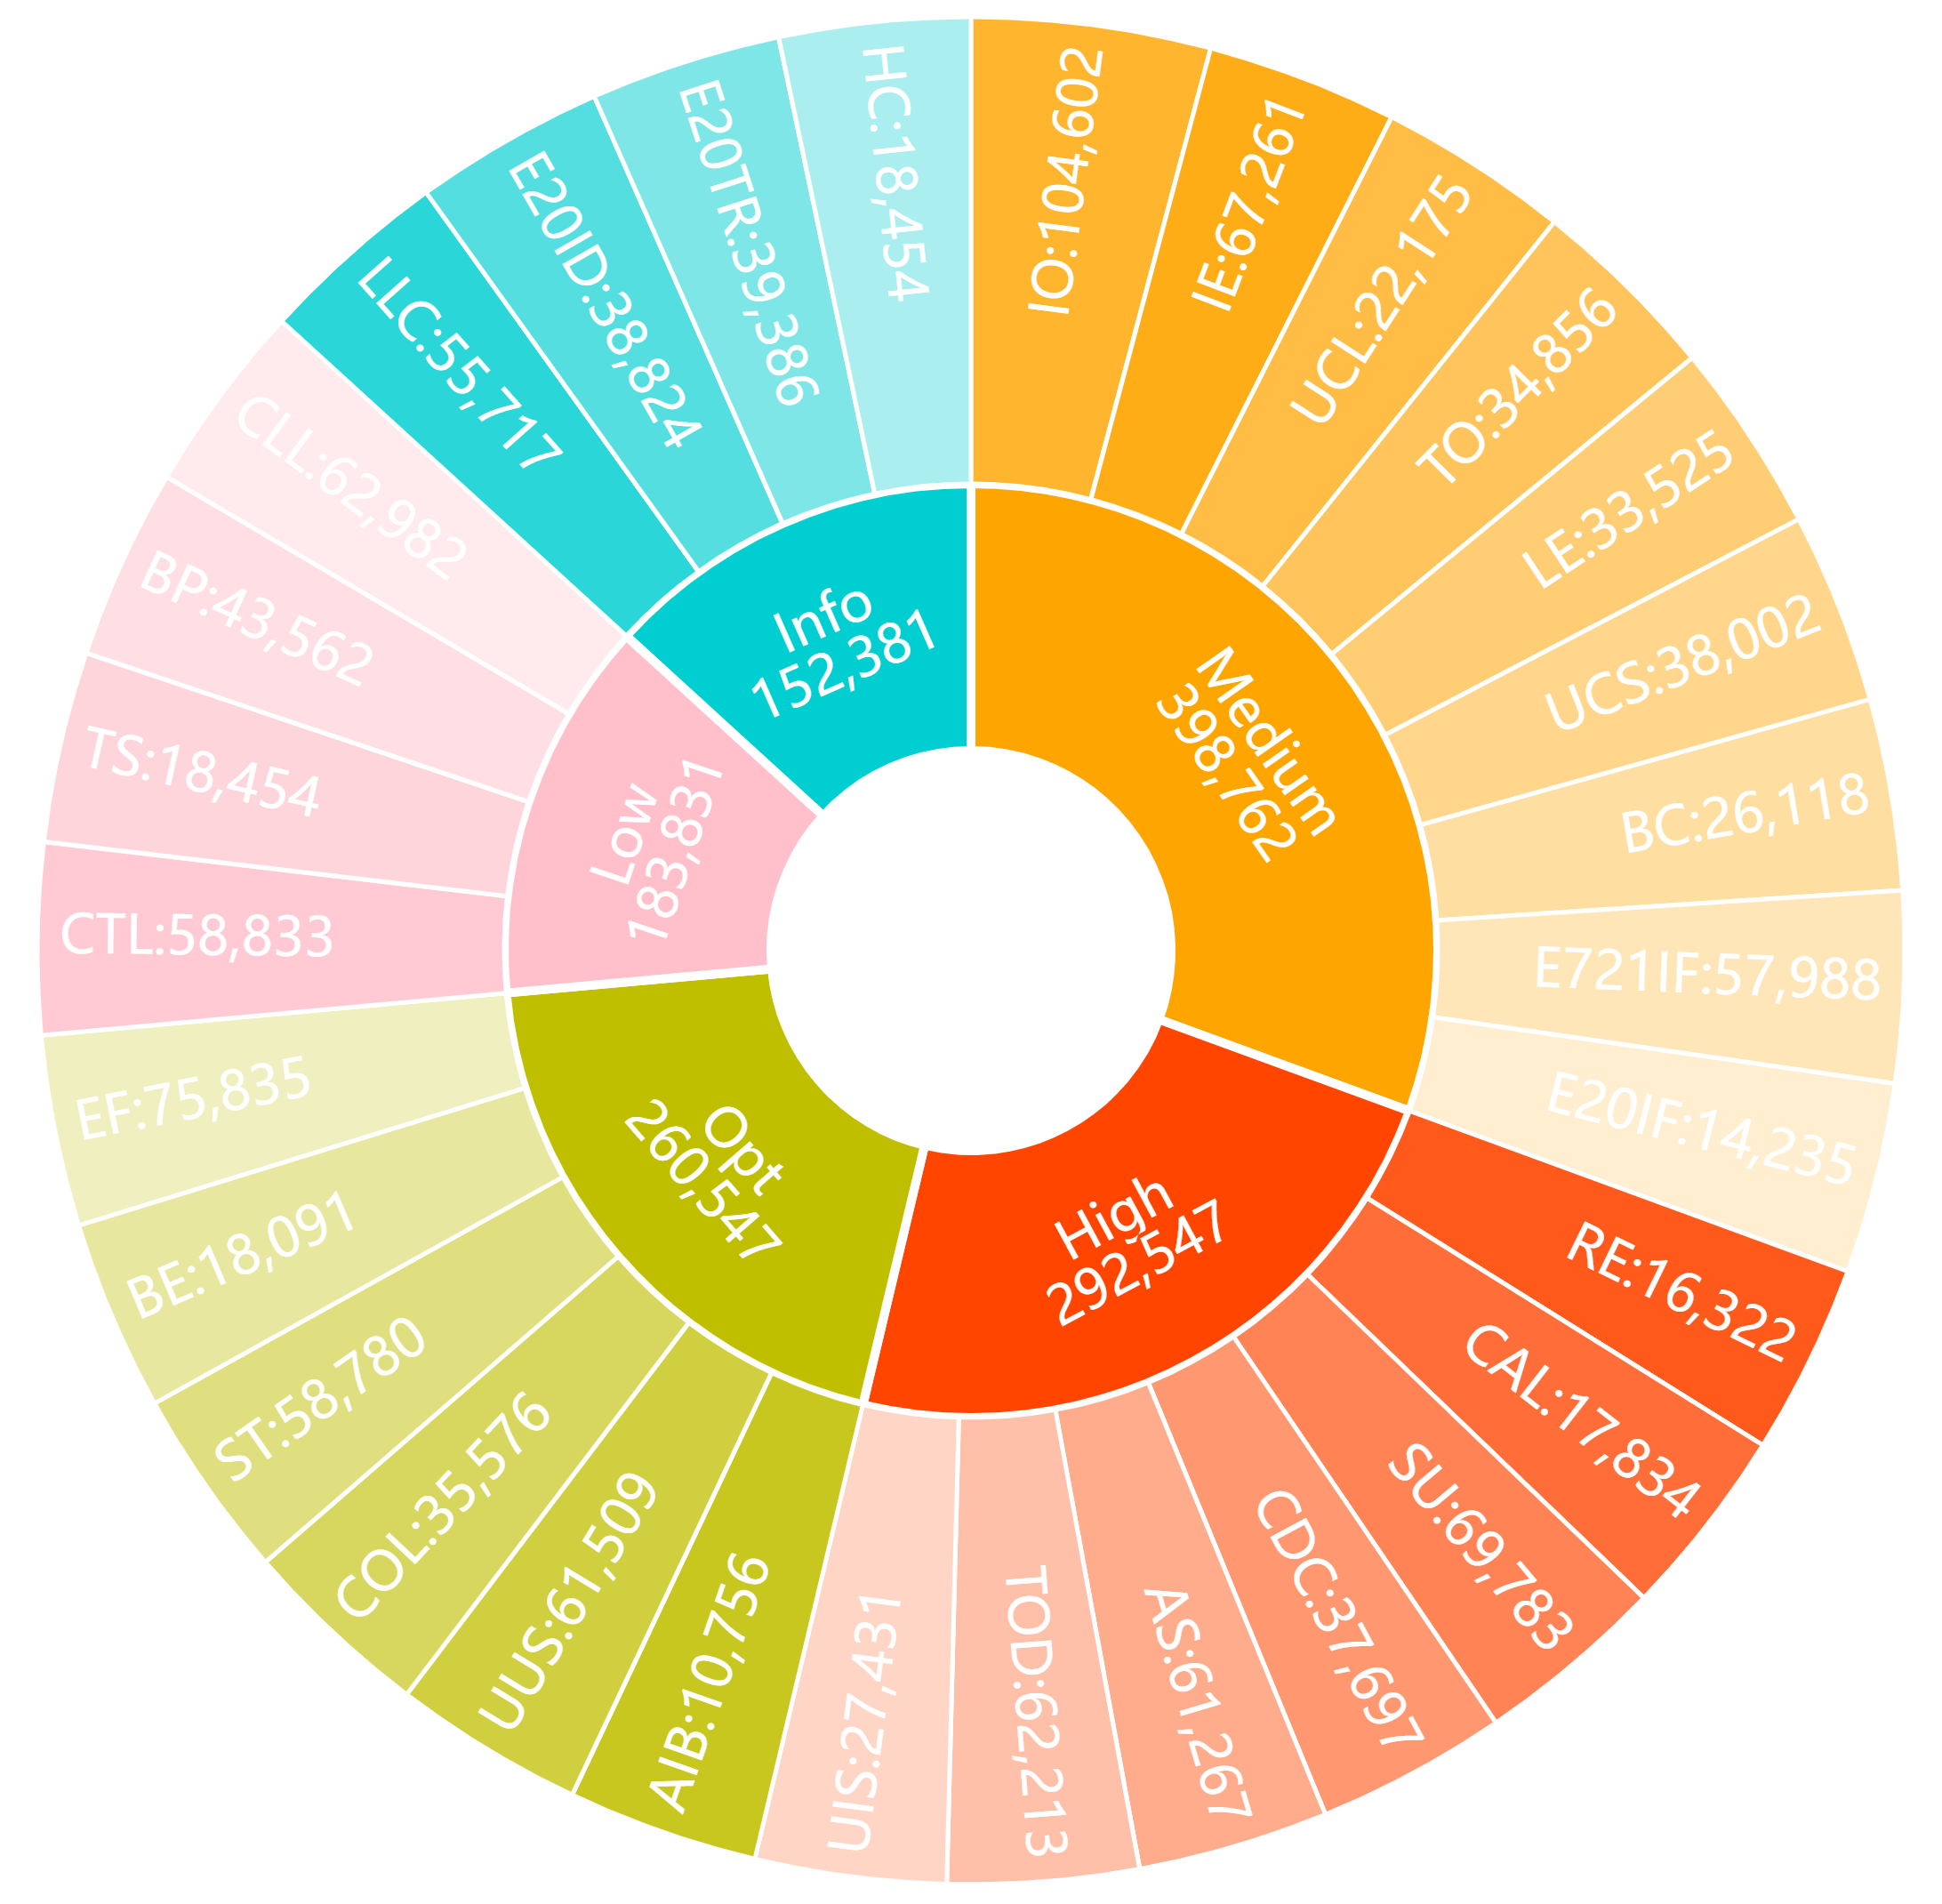 Medium
398,762
IO:104,602
IE:67,261
UCL:22,175
TO:34,856
LE:33,525
UCS:38,002
BC:26,118
E721IF:57,988
E20IF:14,235
High
292,547
RE:76,322
CAL:17,834
SU:69,783
CDC:37,897
AS:61,267
IOD:62,213
UIS:27,431
Opt
260,547
AIB:10,756
UUS:61,509
COL:35,576
ST:58,780
BE:18,091
EF:75,835
Low
183,831
CTL:58,833
TS:18,454
BP:43,562
CLL:62,982
Info
152,381
LLC:55,717
E20DD:38,824
E20TR:39,386
HC:18,454